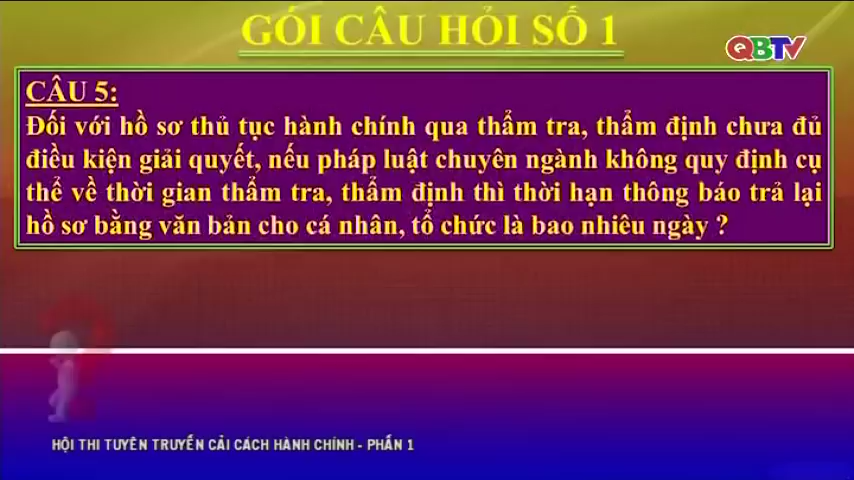 GÓI CÂU HỎI SỐ 1
QBTV
CÂU 5:
Đối với hồ sơ thủ tục hành chính qua thẩm tra, thẩm định chưa đủ
điều kiện giải quyết, nếu pháp luật chuyên ngành không quy định cụ
thể về thời gian thẩm tra, thẩm định thì thời hạn thông báo trả lại
hồ sơ bằng văn bản cho cá nhân, tổ chức là bao nhiêu ngày ?
HỘI THI TUYÊN TRUYỀN CẢI CÁCH HÀNH CHÍNH - PHẦN 1